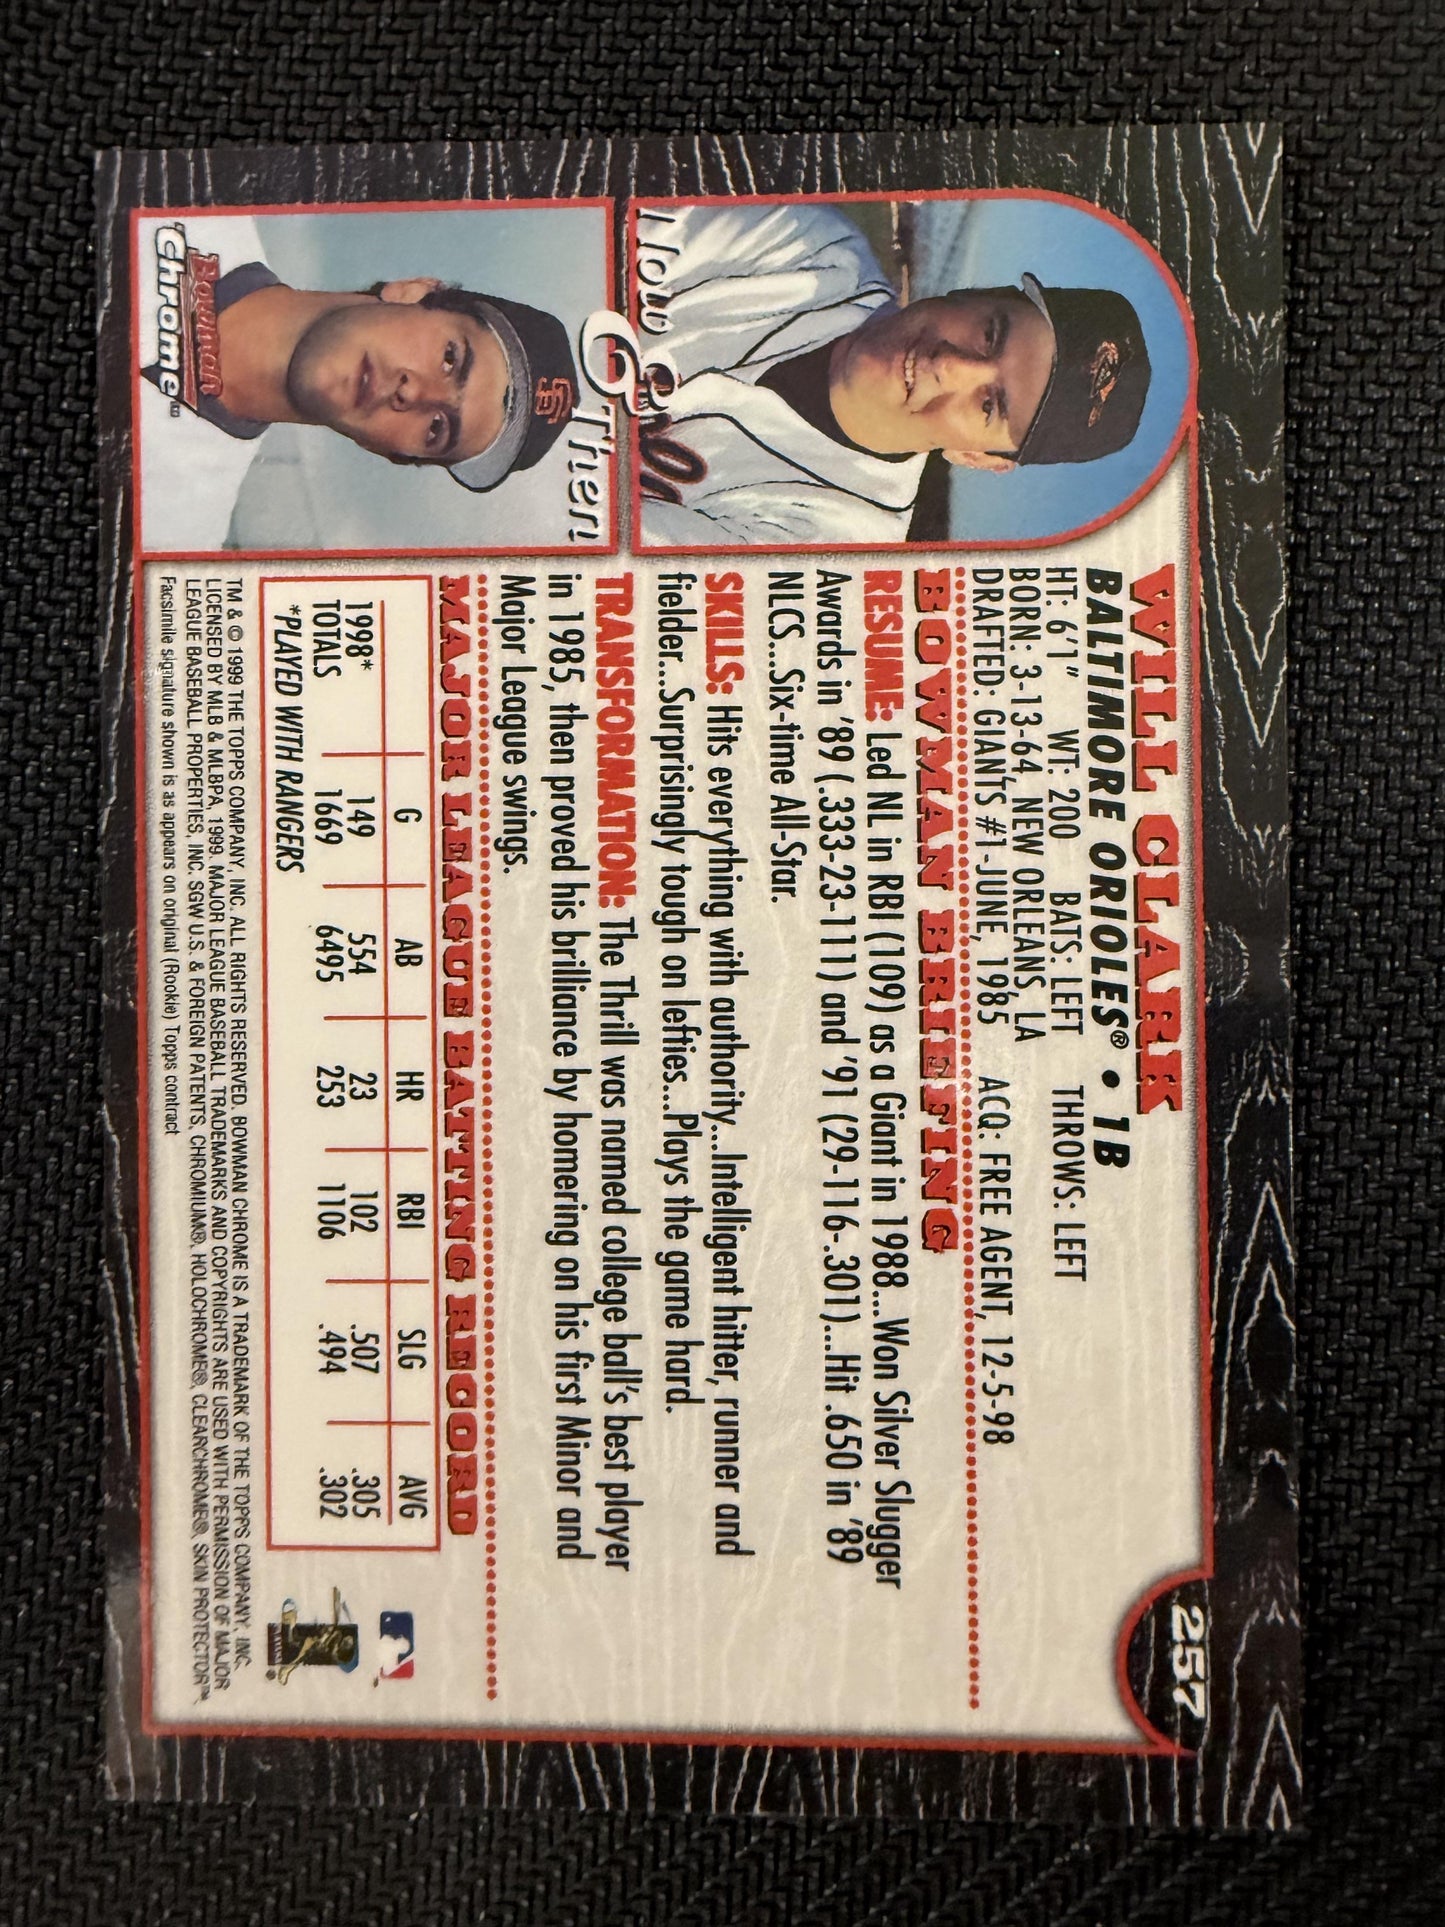 257
WILL CLARK
BALTIMORE ORIOLES® • 1B
HT: 6'1" WT: 200 BATS: LEFT THROWS: LEFT
BORN: 3-13-64, NEW ORLEANS, LA
DRAFTED: GIANTS #1-JUNE, 1985 ACQ: FREE AGENT, 12-5-98
BOWMAN BRIEFING
RESUME: Led NL in RBI (109) as a Giant in 1988...Won Silver Slugger
Awards in '89 (.333-23-111) and '91 (29-116-.301)...Hit .650 in '89
NLCS...Six-time All-Star.
SKILLS: Hits everything with authority...Intelligent hitter, runner and
fielder...Surprisingly tough on lefties...Plays the game hard.
TRANSFORMATION: The Thrill was named college ball's best player
in 1985, then proved his brilliance by homering on his first Minor and
Major League swings.
MAJOR LEAGUE BATTING RECORD
G AB HR RBI SLG AVG
1998* 149 554 23 102 .507 .305
TOTALS 1669 6495 253 1106 .494 .302
*PLAYED WITH RANGERS
TM & © 1999 THE TOPPS COMPANY, INC. ALL RIGHTS RESERVED. BOWMAN CHROME IS A TRADEMARK OF THE TOPPS COMPANY, INC.
LICENSED BY MLB & MLBPA, 1999. MAJOR LEAGUE BASEBALL TRADEMARKS AND COPYRIGHTS ARE USED WITH PERMISSION OF MAJOR
LEAGUE BASEBALL PROPERTIES, INC. SGW U.S. & FOREIGN PATENTS, CHROMIUM®, HOLOCHROME®, CLEARCHROME®, SKIN PROTECTOR™
Facsimile signature shown is as appears on original (Rookie) Topps contract
Now
& Then
SF
Bowman
Chrome™